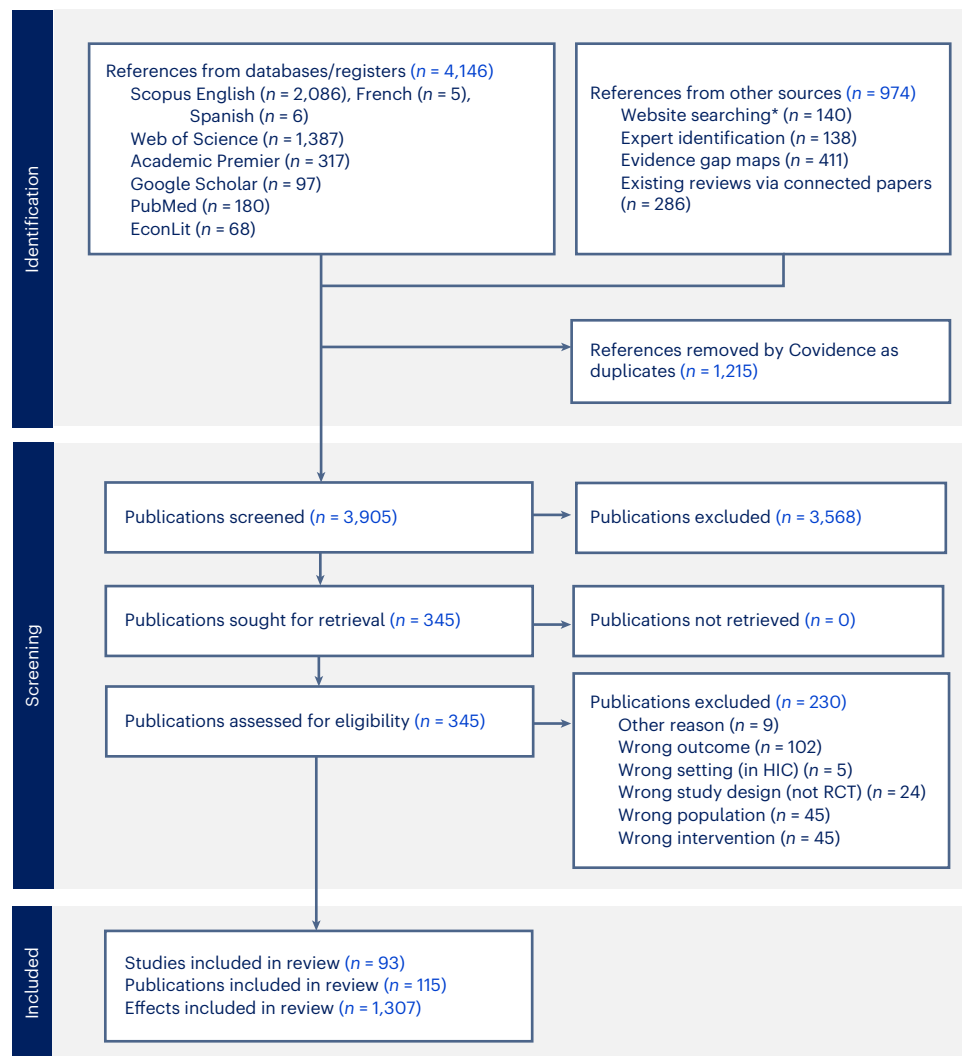 Identification
References from databases/registers (n = 4,146)
Scopus English (n = 2,086), French (n = 5),
Spanish (n = 6)
Web of Science (n = 1,387)
Academic Premier (n = 317)
Google Scholar (n = 97)
PubMed (n = 180)
EconLit (n = 68)
References from other sources (n = 974)
Website searching* (n = 140)
Expert identification (n = 138)
Evidence gap maps (n = 411)
Existing reviews via connected papers
(n = 286)
References removed by Covidence as
duplicates (n = 1,215)
Screening
Publications screened (n = 3,905)
Publications excluded (n = 3,568)
Publications sought for retrieval (n = 345)
Publications not retrieved (n = 0)
Publications assessed for eligibility (n = 345)
Publications excluded (n = 230)
Other reason (n = 9)
Wrong outcome (n = 102)
Wrong setting (in HIC) (n = 5)
Wrong study design (not RCT) (n = 24)
Wrong population (n = 45)
Wrong intervention (n = 45)
Included
Studies included in review (n = 93)
Publications included in review (n = 115)
Effects included in review (n = 1,307)